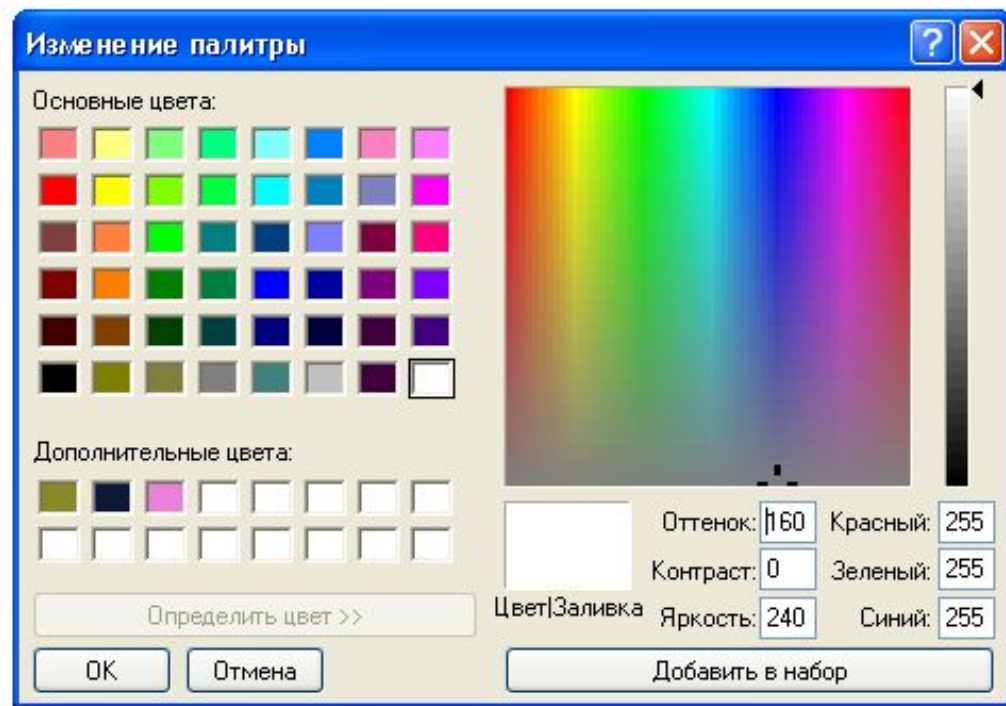 Изменение палитры
Основные цвета:
Дополнительные цвета:
Определить цвет >>
OK
Отмена
Цвет|Заливка
Оттенок: 160
Контраст: 0
Яркость: 240
Красный: 255
Зеленый: 255
Синий: 255
Добавить в набор